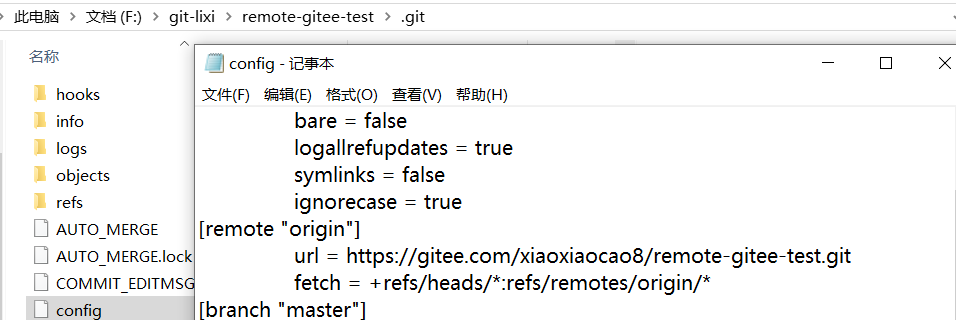 此电脑 > 文档 (F:) > git-lixi > remote-gitee-test > .git
名称
hooks
info
logs
objects
refs
AUTO_MERGE
AUTO_MERGE.lock
COMMIT_EDITMSG
config
config - 记事本
文件(F) 编辑(E) 格式(O) 查看(V) 帮助(H)
bare = false
logallrefupdates = true
symlinks = false
ignorecase = true
[remote "origin"]
url = https://gitee.com/xiaoxiaocao8/remote-gitee-test.git
fetch = +refs/heads/*:refs/remotes/origin/*
[branch "master"]